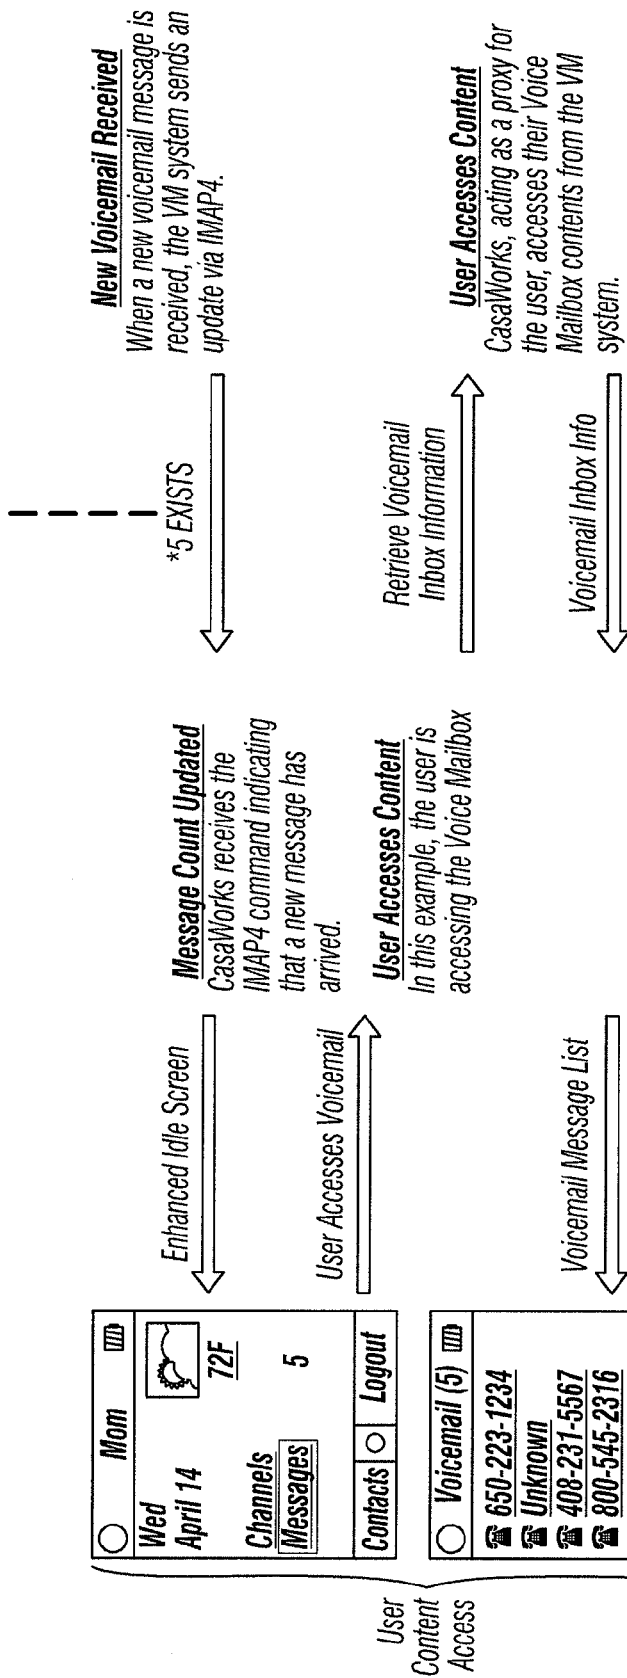 User
Content
Access
Mom
Wed
April 14
72F
Channels
Messages
5
Contacts
Logout
Voicemail (5)
650-223-1234
Unknown
408-231-5567
800-545-2316
Enhanced Idle Screen
User Accesses Voicemail
Voicemail Message List
Message Count Updated
CasaWorks receives the
IMAP4 command indicating
that a new message has
arrived.
User Accesses Content
In this example, the user is
accessing the Voice Mailbox
*5 EXISTS
Retrieve Voicemail
Inbox Information
Voicemail Inbox Info
New Voicemail Received
When a new voicemail message is
received, the VM system sends an
update via IMAP4.
User Accesses Content
CasaWorks, acting as a proxy for
the user, accesses their Voice
Mailbox contents from the VM
system.